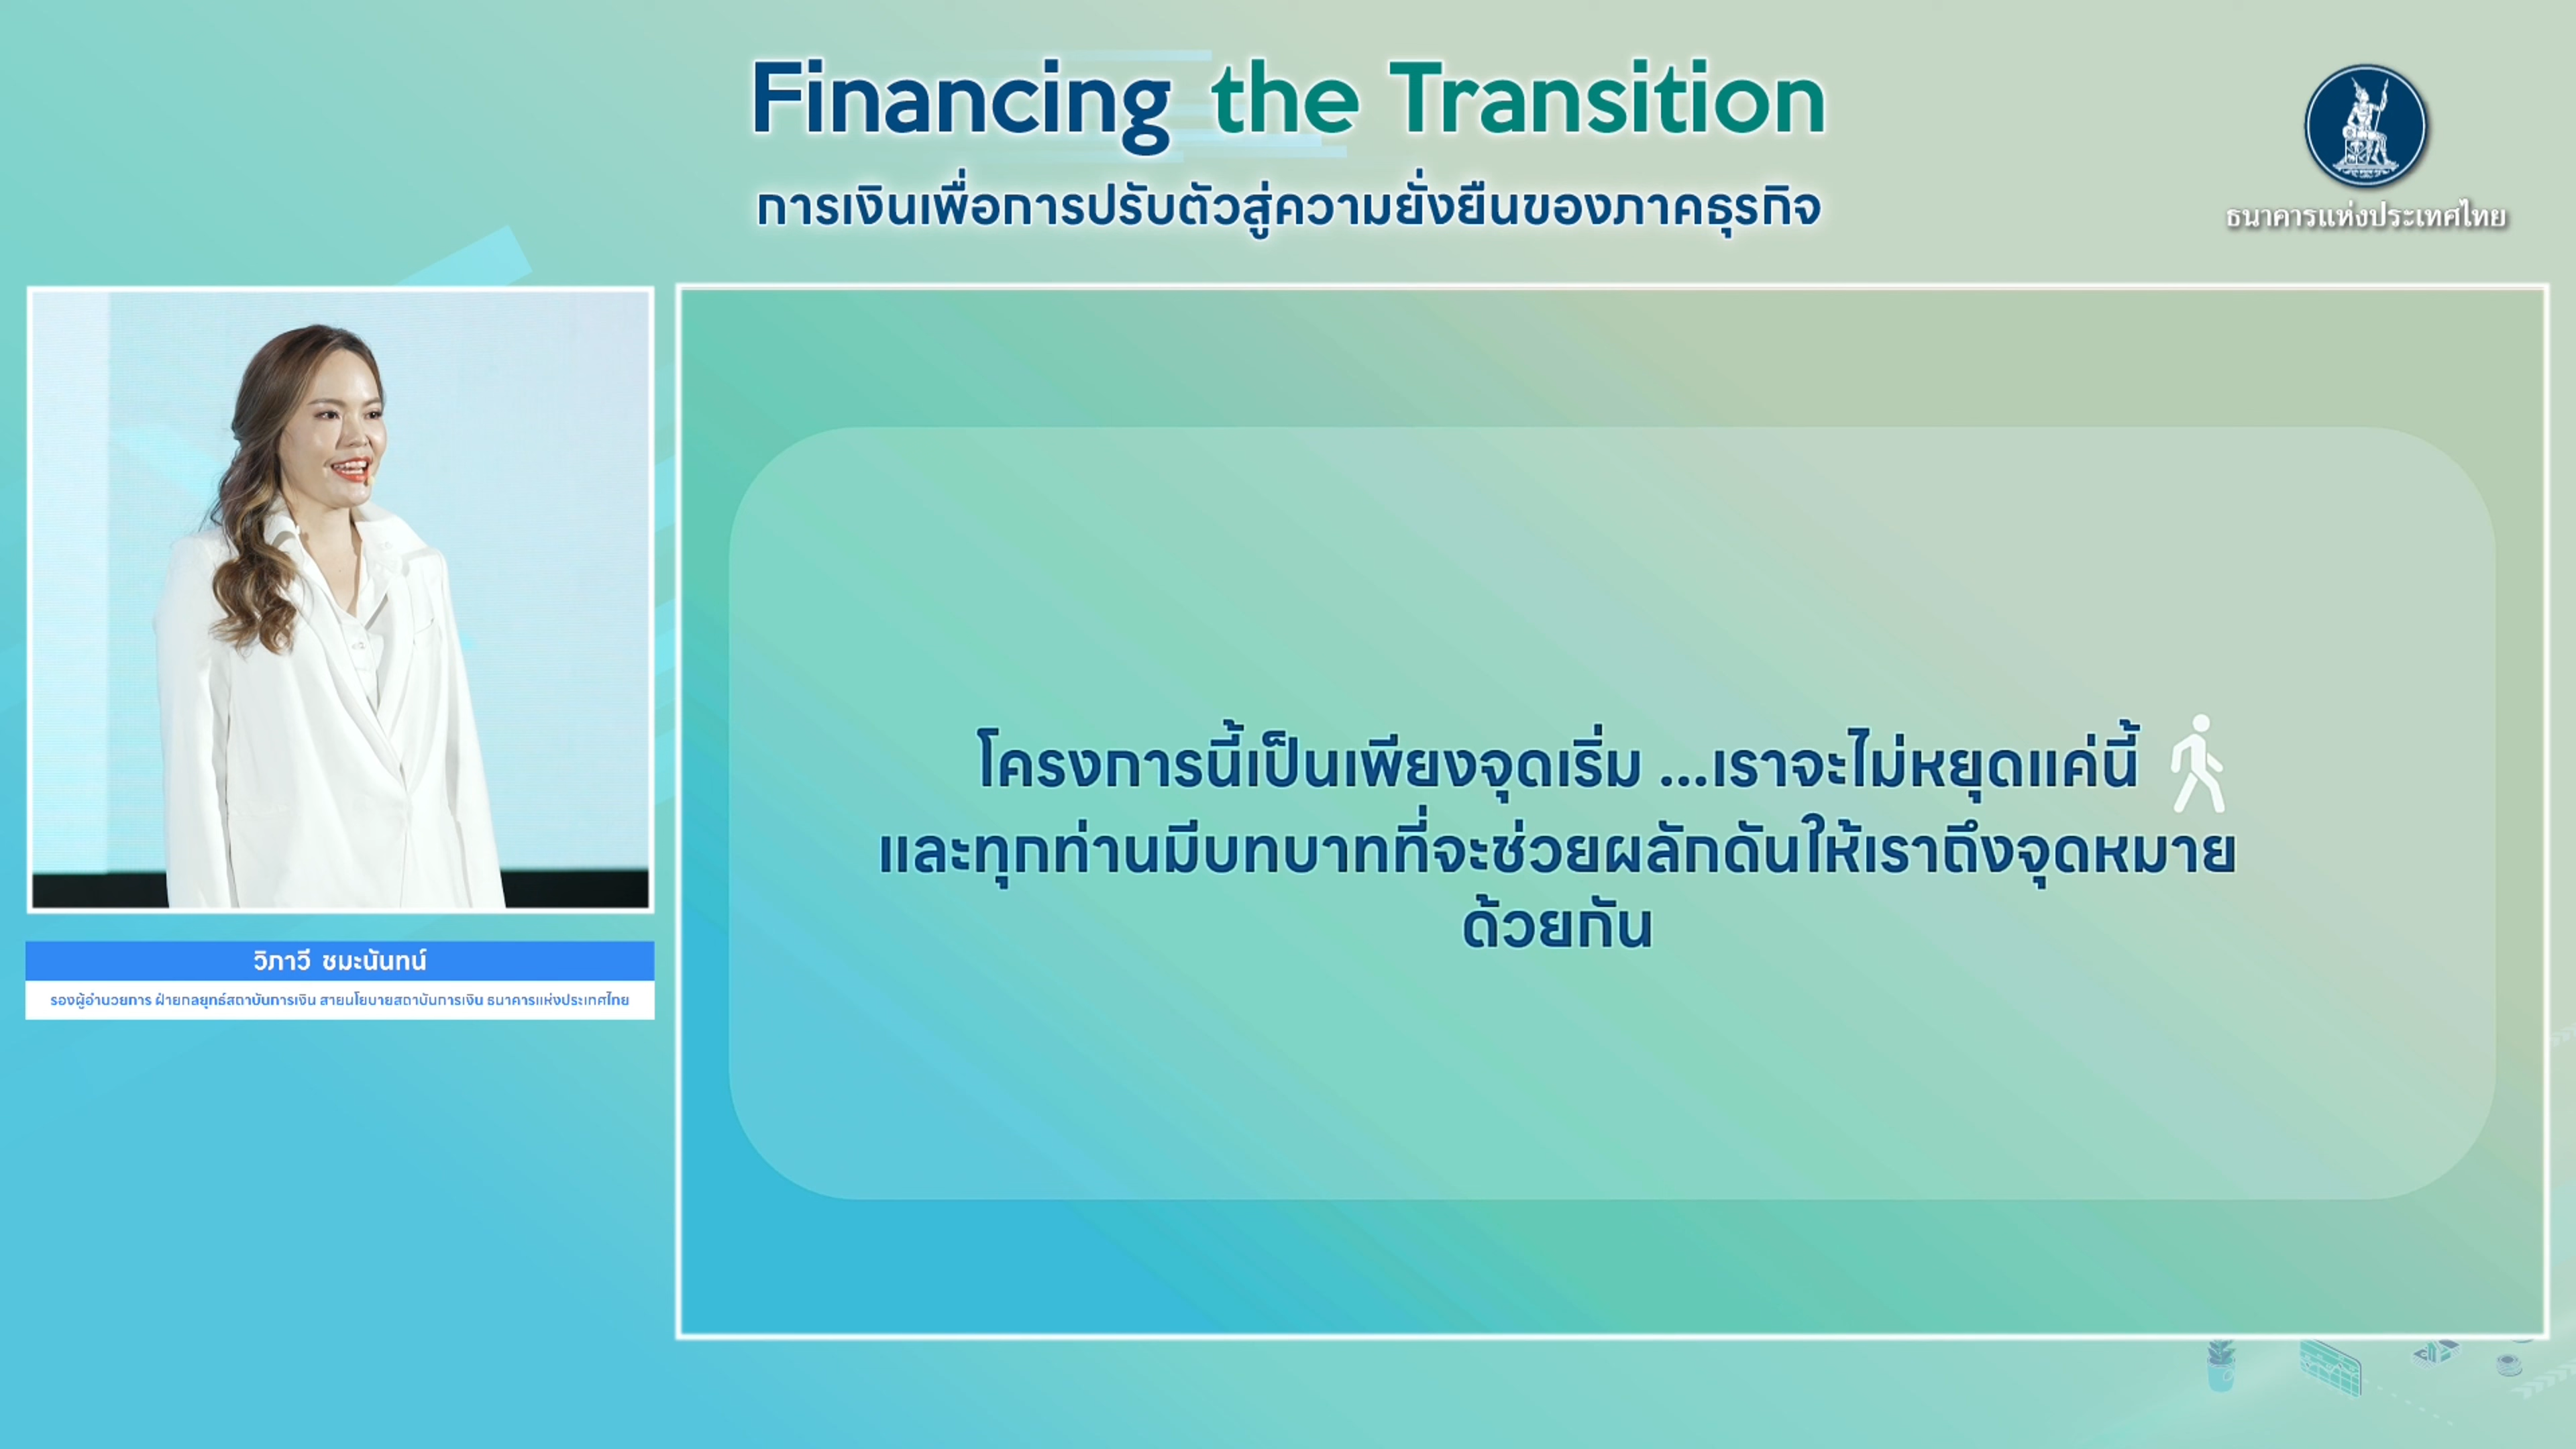 Financing the Transition
การเงินเพื่อการปรับตัวสู่ความยั่งยืนของภาคธุรกิจ
ธนาคารแห่งประเทศไทย
โครงการนี้เป็นเพียงจุดเริ่ม ...เราจะไม่หยุดแค่นี้
และทุกท่านมีบทบาทที่จะช่วยผลักดันให้เราถึงจุดหมาย
ด้วยกัน
วิภาวี ชมะนันทน์
รองผู้อำนวยการ ฝ่ายกลยุทธ์สถาบันการเงิน สายนโยบายสถาบันการเงิน ธนาคารแห่งประเทศไทย